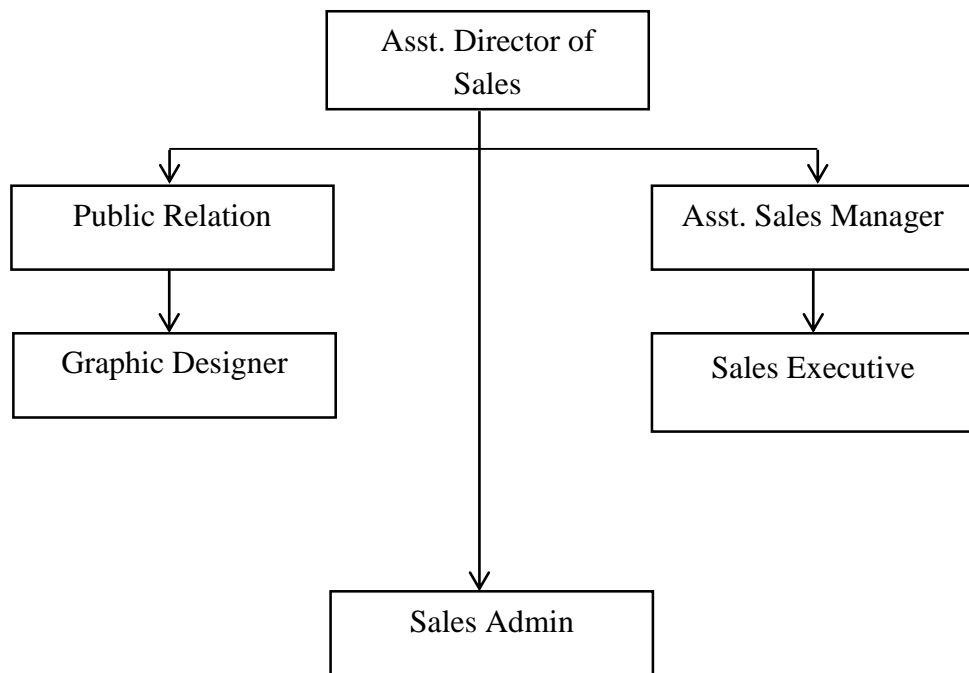 Asst. Director of
Sales
Public Relation
Asst. Sales Manager
Graphic Designer
Sales Executive
Sales Admin